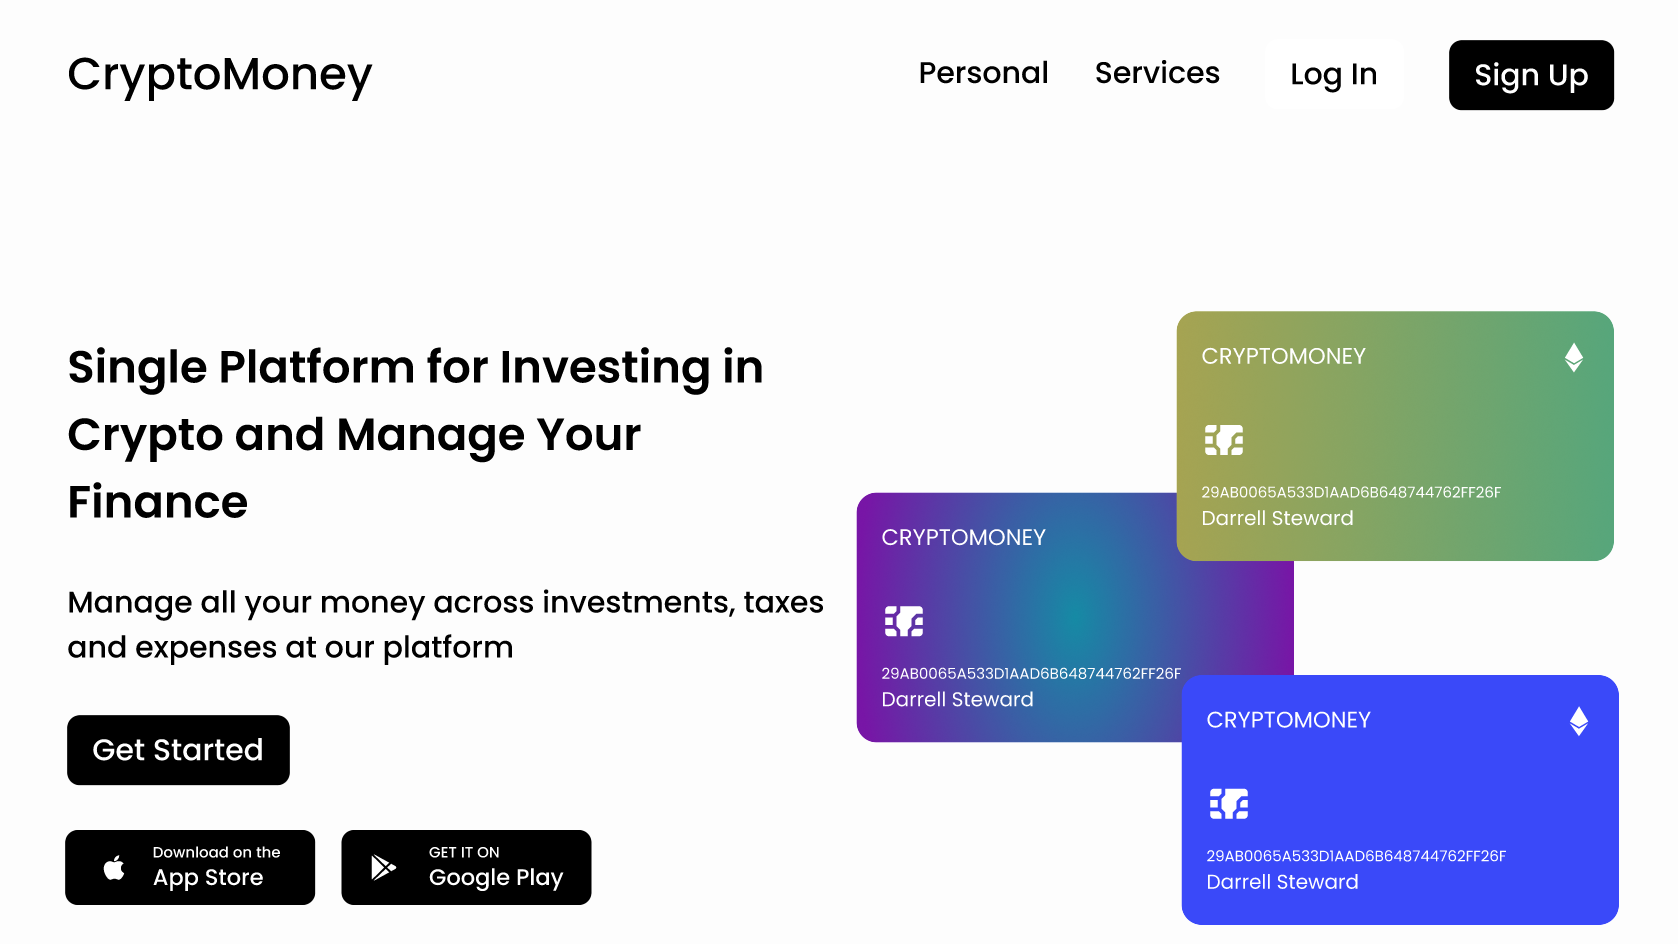 CryptoMoney
Personal
Services
Log In
Sign Up
Single Platform for Investing in
Crypto and Manage Your
Finance
Manage all your money across investments, taxes
and expenses at our platform
Get Started
Download on the
App Store
GET IT ON
Google Play
CRYPTOMONEY
29AB0065A533D1AAD6B648744762FF26F
Darrell Steward
CRYPTOMONEY
29AB0065A533D1AAD6B648744762FF26F
Darrell Steward
CRYPTOMONEY
29AB0065A533D1AAD6B648744762FF26F
Darrell Steward